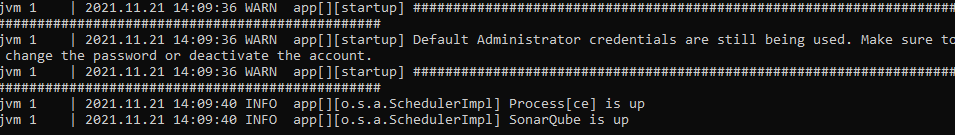 jvm 1    | 2021.11.21 14:09:36 WARN  app[][startup] ################################################################################
####################################################
jvm 1    | 2021.11.21 14:09:36 WARN  app[][startup] Default Administrator credentials are still being used. Make sure to
change the password or deactivate the account.
jvm 1    | 2021.11.21 14:09:36 WARN  app[][startup] ################################################################################
####################################################
jvm 1    | 2021.11.21 14:09:40 INFO  app[][o.s.a.SchedulerImpl] Process[ce] is up
jvm 1    | 2021.11.21 14:09:40 INFO  app[][o.s.a.SchedulerImpl] SonarQube is up